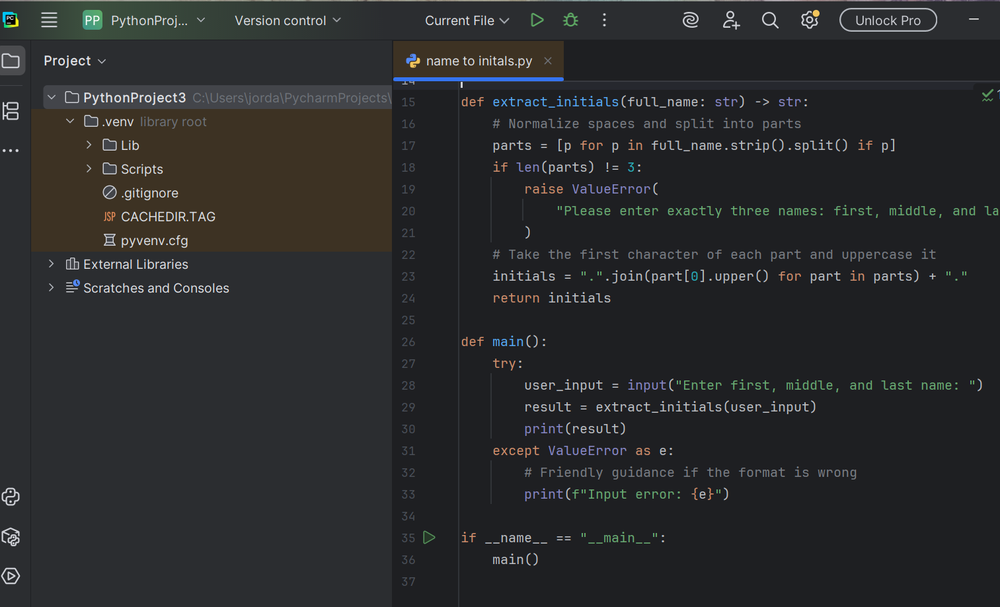 PC
PP PythonProj... Version control Current File Unlock Pro
Project
name to initals.py
PythonProject3 C:\Users\jorda\PycharmProjects\
.venv library root
Lib
Scripts
.gitignore
JSP CACHEDIR.TAG
pyvenv.cfg
External Libraries
Scratches and Consoles
14
15 def extract_initials(full_name: str) -> str:
16     # Normalize spaces and split into parts
17     parts = [p for p in full_name.strip().split() if p]
18     if len(parts) != 3:
19         raise ValueError(
20             "Please enter exactly three names: first, middle, and la
21         )
22     # Take the first character of each part and uppercase it
23     initials = ".".join(part[0].upper() for part in parts) + "."
24     return initials
25
26 def main():
27     try:
28         user_input = input("Enter first, middle, and last name: ")
29         result = extract_initials(user_input)
30         print(result)
31     except ValueError as e:
32         # Friendly guidance if the format is wrong
33         print(f"Input error: {e}")
34
35 if __name__ == "__main__":
36     main()
37